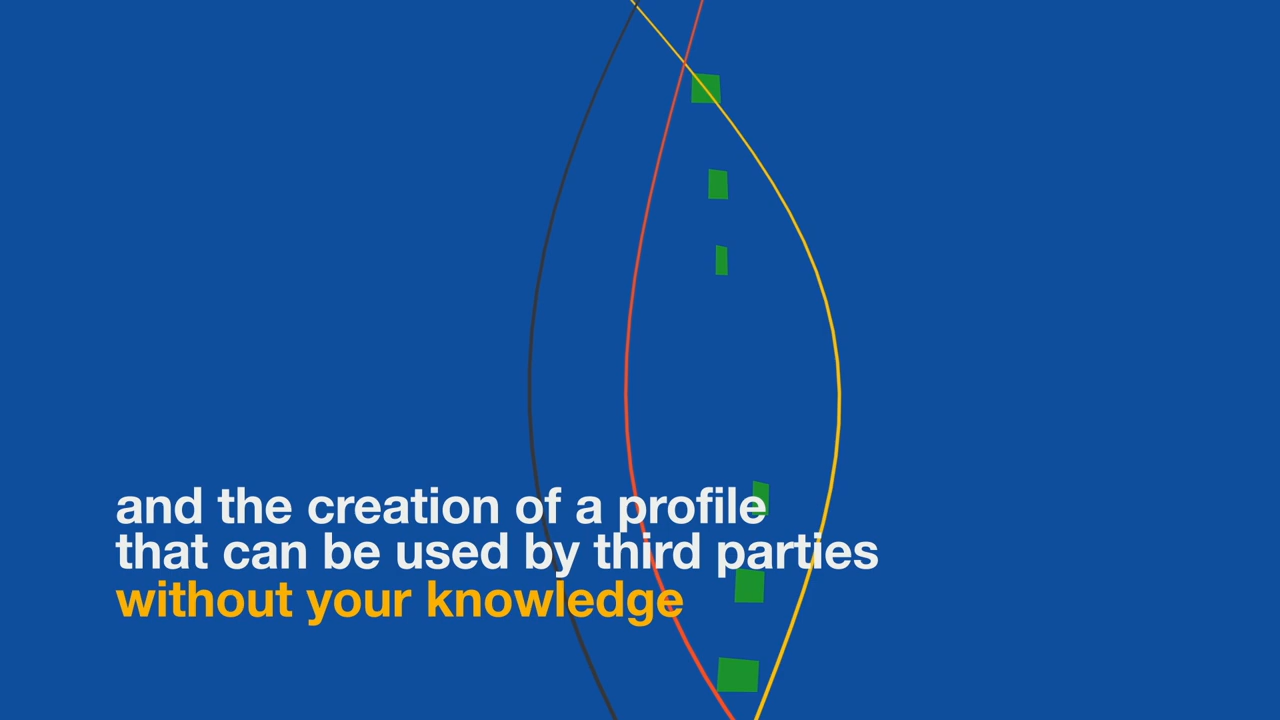 and the creation of a profile
that can be used by third parties
without your knowledge